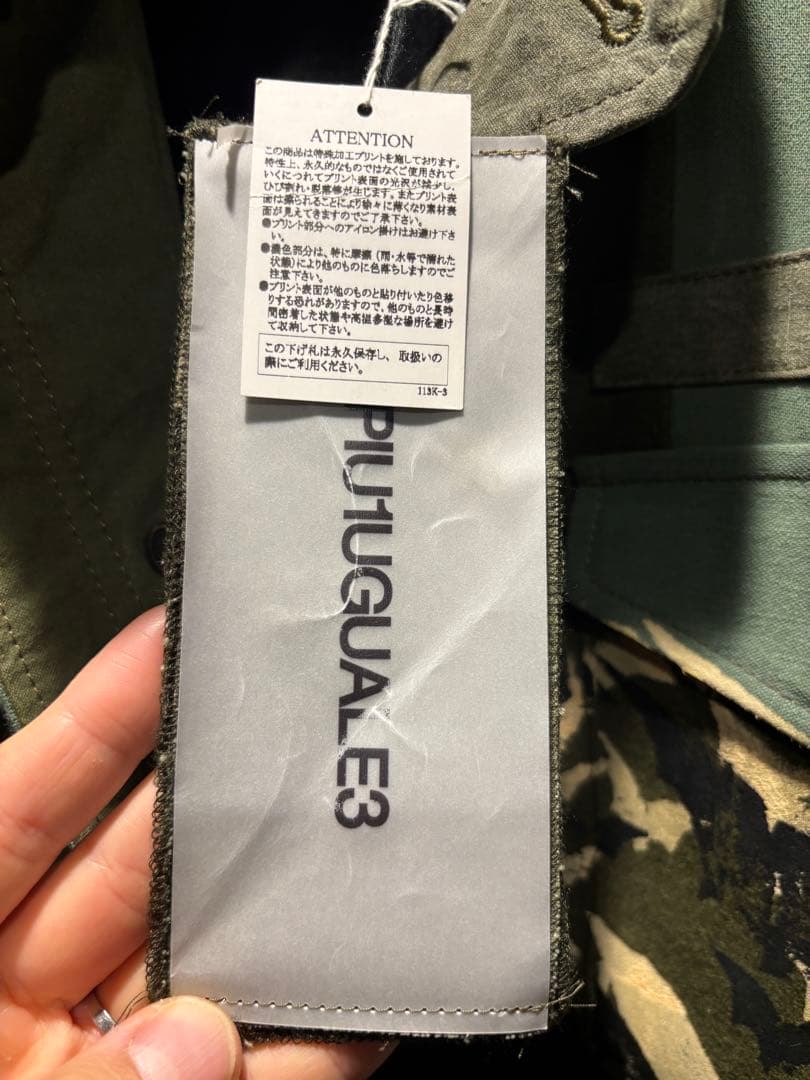 ATTENTION
この商品は特殊加工プリントを施しております。
特性上、永久的なものではなくご使用されて
いくにつれてプリント表面の光沢が減少し、
ひび割れ・脱落等が生じます。またプリント表
面は擦られることにより徐々に薄くなり素材表
面が見えてきますのでご了承下さい。
●プリント部分へのアイロン掛けはお避け下さ
い。
●濃色部分は、特に摩擦（雨・水等で濡れた
状態）により他のものに色落ちしますのでご
注意下さい。
●プリント表面が他のものと貼り付いたり色移
りする恐れがありますので、他のものと長時
間密着した状態や高温多湿な場所を避け
て収納して下さい。
この下げ札は永久保存し、取扱いの
際にご利用ください。
113K-3
PIU1UGUALE3